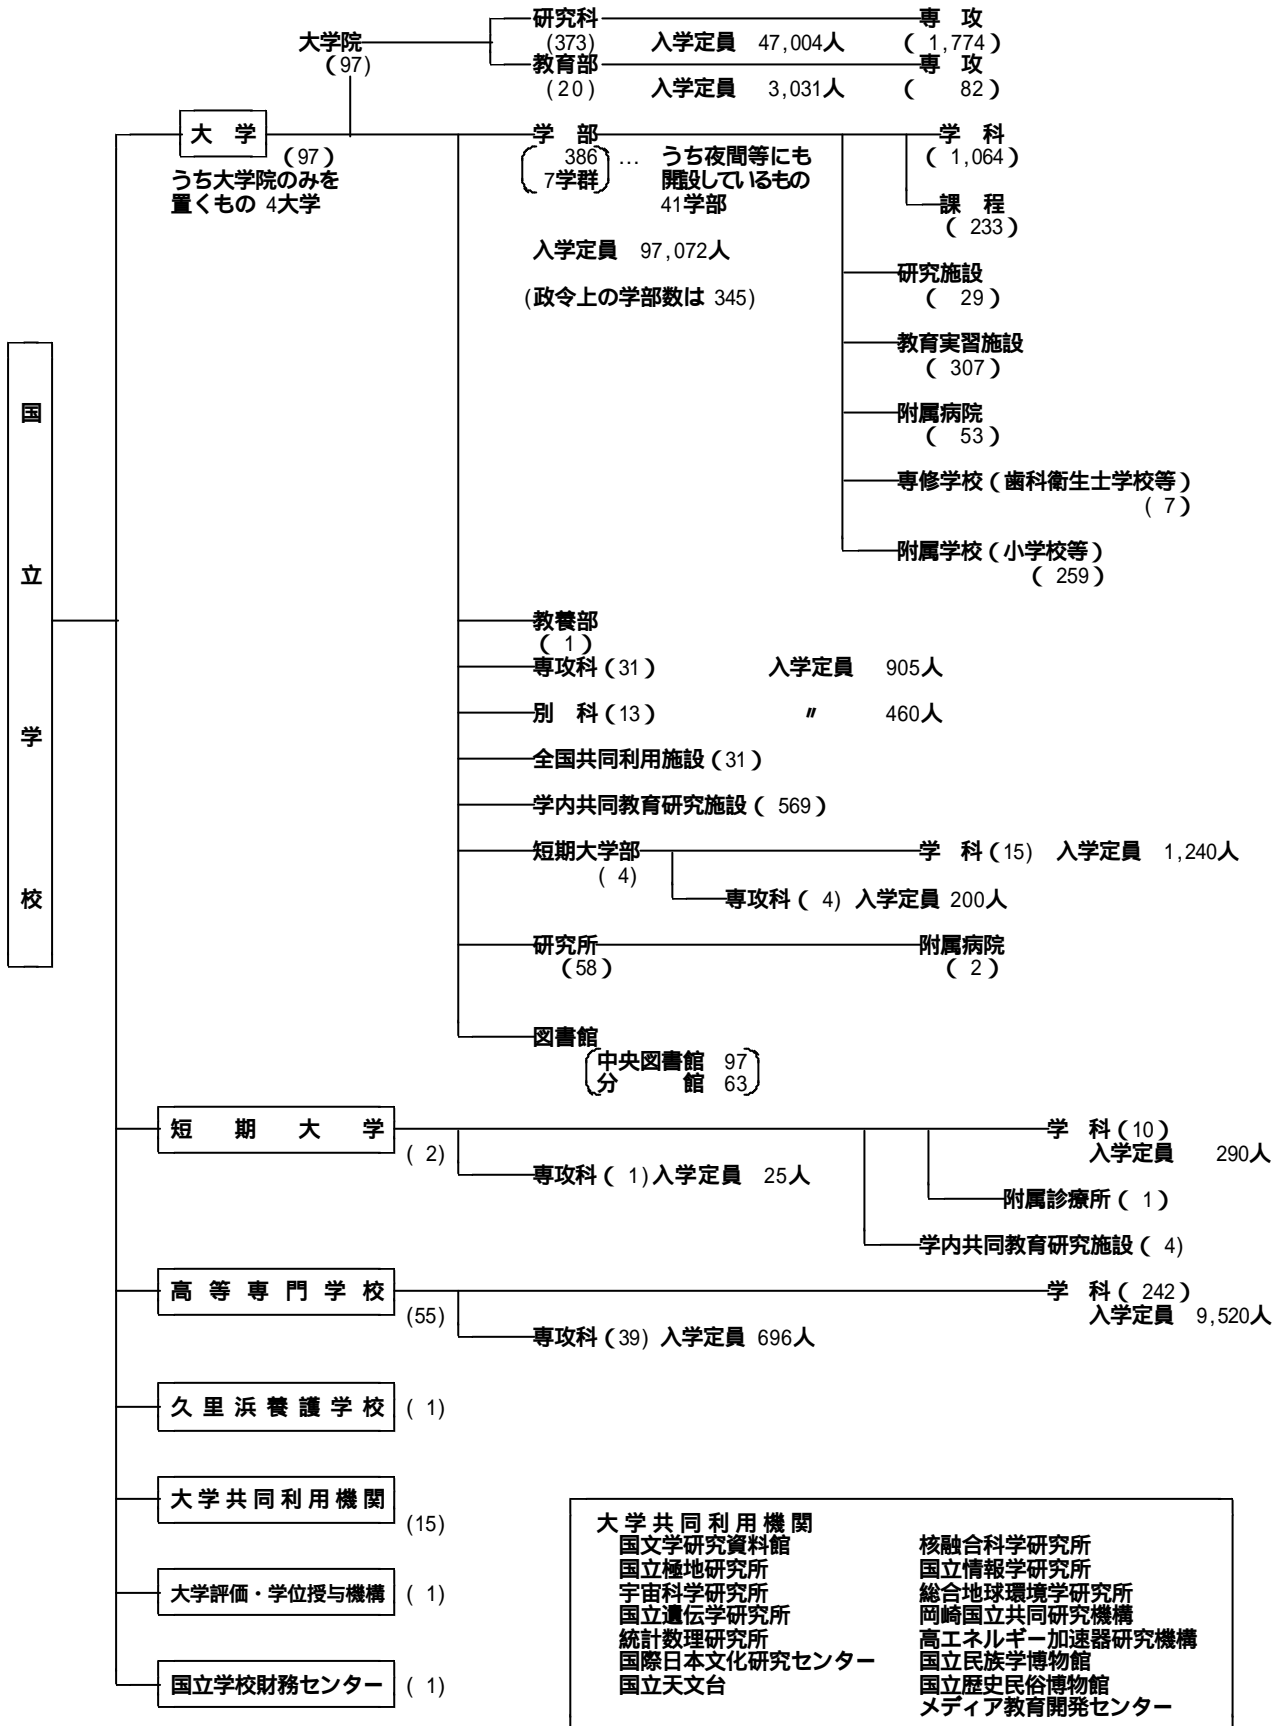 研究科 専　攻
大学院 (373) 入学定員 47,004人 (1,774)
(97) 教育部 専　攻
(20) 入学定員 3,031人 ( 82)
大　学 学　部 学　科
(97) 386 … うち夜間等にも (1,064)
うち大学院のみを 7学群 開設しているもの
置くもの 4大学 41学部 課　程
( 233)
入学定員 97,072人
研究施設
(政令上の学部数は 345) ( 29)
教育実習施設
( 307)
国立学校
附属病院
( 53)
専修学校(歯科衛生士学校等)
( 7)
附属学校(小学校等)
( 259)
教養部
( 1)
専攻科(31) 入学定員 905人
別　科(13) 〃 460人
全国共同利用施設(31)
学内共同教育研究施設( 569)
短期大学部 学　科(15) 入学定員 1,240人
( 4)
専攻科( 4) 入学定員 200人
研究所 附属病院
(58) ( 2)
図書館
中央図書館 97
分　　　館 63
短期大学 学　科(10)
( 2) 入学定員 290人
専攻科( 1)入学定員 25人
附属診療所( 1)
学内共同教育研究施設( 4)
高等専門学校 学　科( 242)
(55) 入学定員 9,520人
専攻科(39) 入学定員 696人
久里浜養護学校 ( 1)
大学共同利用機関
(15)
大学評価・学位授与機構 ( 1)
国立学校財務センター ( 1)
大学共同利用機関
国文学研究資料館 核融合科学研究所
国立極地研究所 国立情報学研究所
宇宙科学研究所 総合地球環境学研究所
国立遺伝学研究所 岡崎国立共同研究機構
統計数理研究所 高エネルギー加速器研究機構
国際日本文化研究センター 国立民族学博物館
国立天文台 国立歴史民俗博物館
メディア教育開発センター